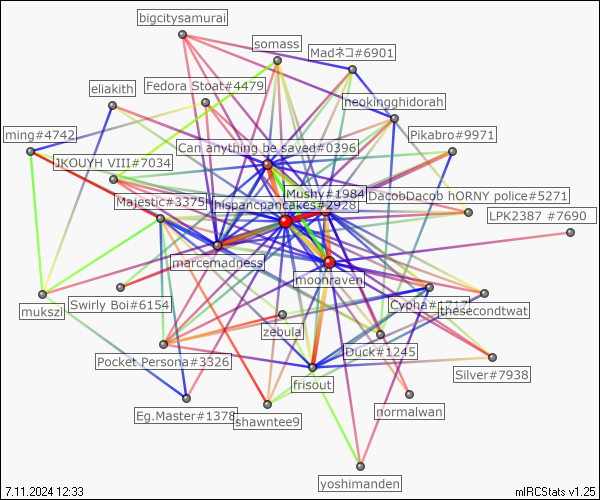 bigcitysamurai
somass
Madネコ#6901
eliakith
Fedora Stoat#4479
neokingghidorah
ming#4742
Can anything be saved#0396
Pikabro#9971
JKOUYH VIII#7034
Majestic#3375
Mushy#1984
DacobDacob hORNY police#5271
hispancpancakes#2928
LPK2387 #7690
marcemadness
moonraven
mukszi
Swirly Boi#6154
Cypha#1717
thesecondtwat
zebula
Pocket Persona#3326
Duck#1245
Silver#7938
frisout
Eg.Master#1378
shawntee9
normalwan
yoshimanden
7.11.2024 12:33
mIRCStats v1.25